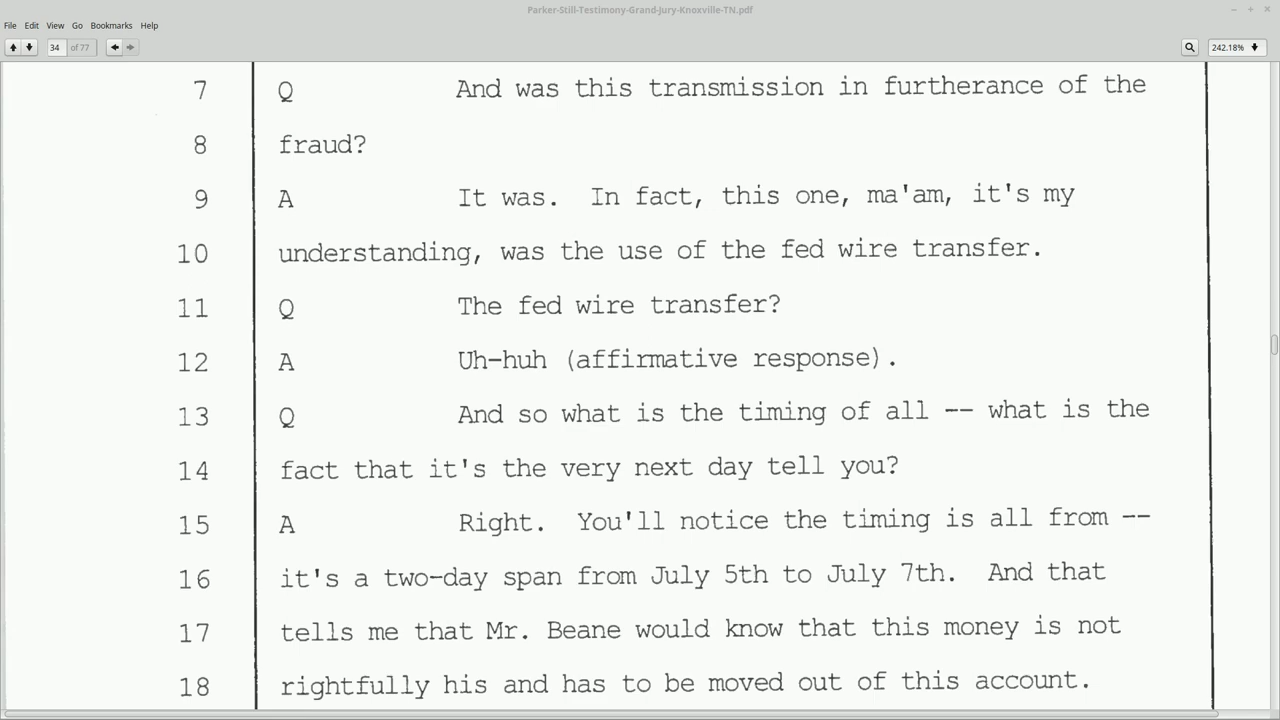 Parker-Still-Testimony-Grand-Jury-Knoxville-TN.pdf
File Edit View Go Bookmarks Help
34 of 77 242.18%
7 Q And was this transmission in furtherance of the
8 fraud?
9 A It was. In fact, this one, ma'am, it's my
10 understanding, was the use of the fed wire transfer.
11 Q The fed wire transfer?
12 A Uh-huh (affirmative response).
13 Q And so what is the timing of all -- what is the
14 fact that it's the very next day tell you?
15 A Right. You'll notice the timing is all from --
16 it's a two-day span from July 5th to July 7th. And that
17 tells me that Mr. Beane would know that this money is not
18 rightfully his and has to be moved out of this account.